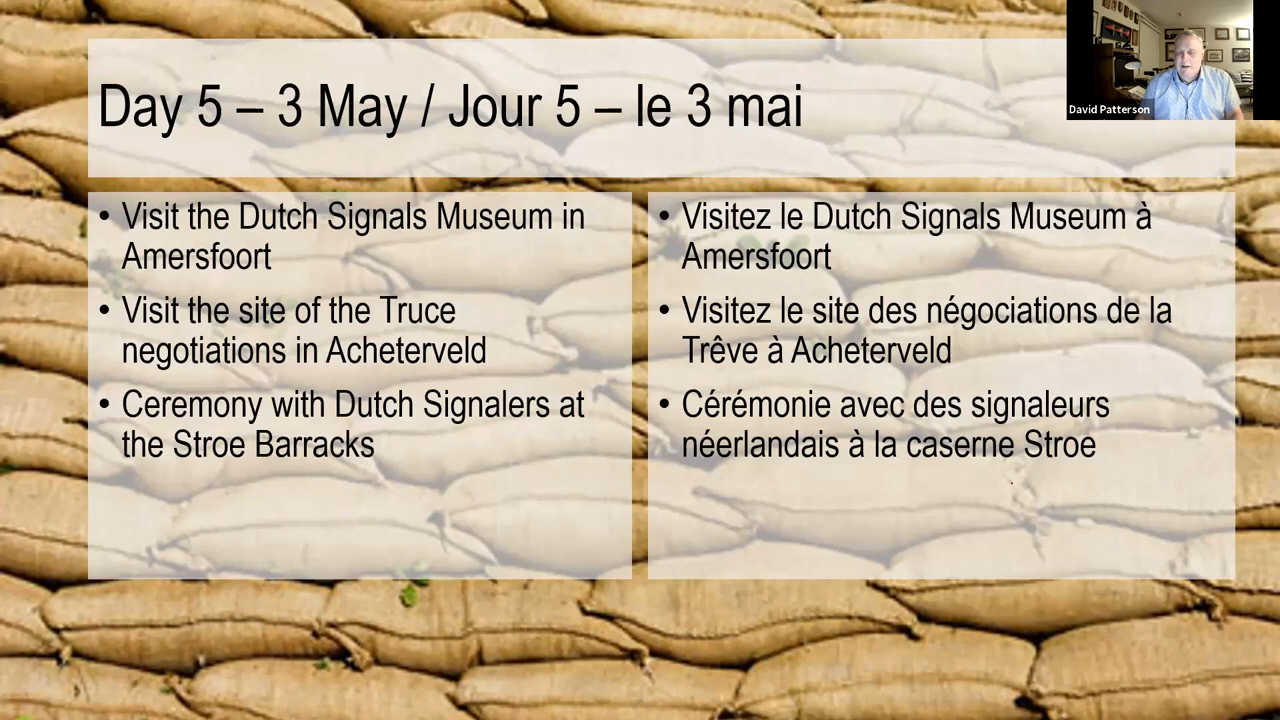 Day 5 – 3 May / Jour 5 – le 3 mai
David Patterson
• Visit the Dutch Signals Museum in
Amersfoort
• Visit the site of the Truce
negotiations in Acheterveld
• Ceremony with Dutch Signalers at
the Stroe Barracks
• Visitez le Dutch Signals Museum à
Amersfoort
• Visitez le site des négociations de la
Trêve à Acheterveld
• Cérémonie avec des signaleurs
néerlandais à la caserne Stroe